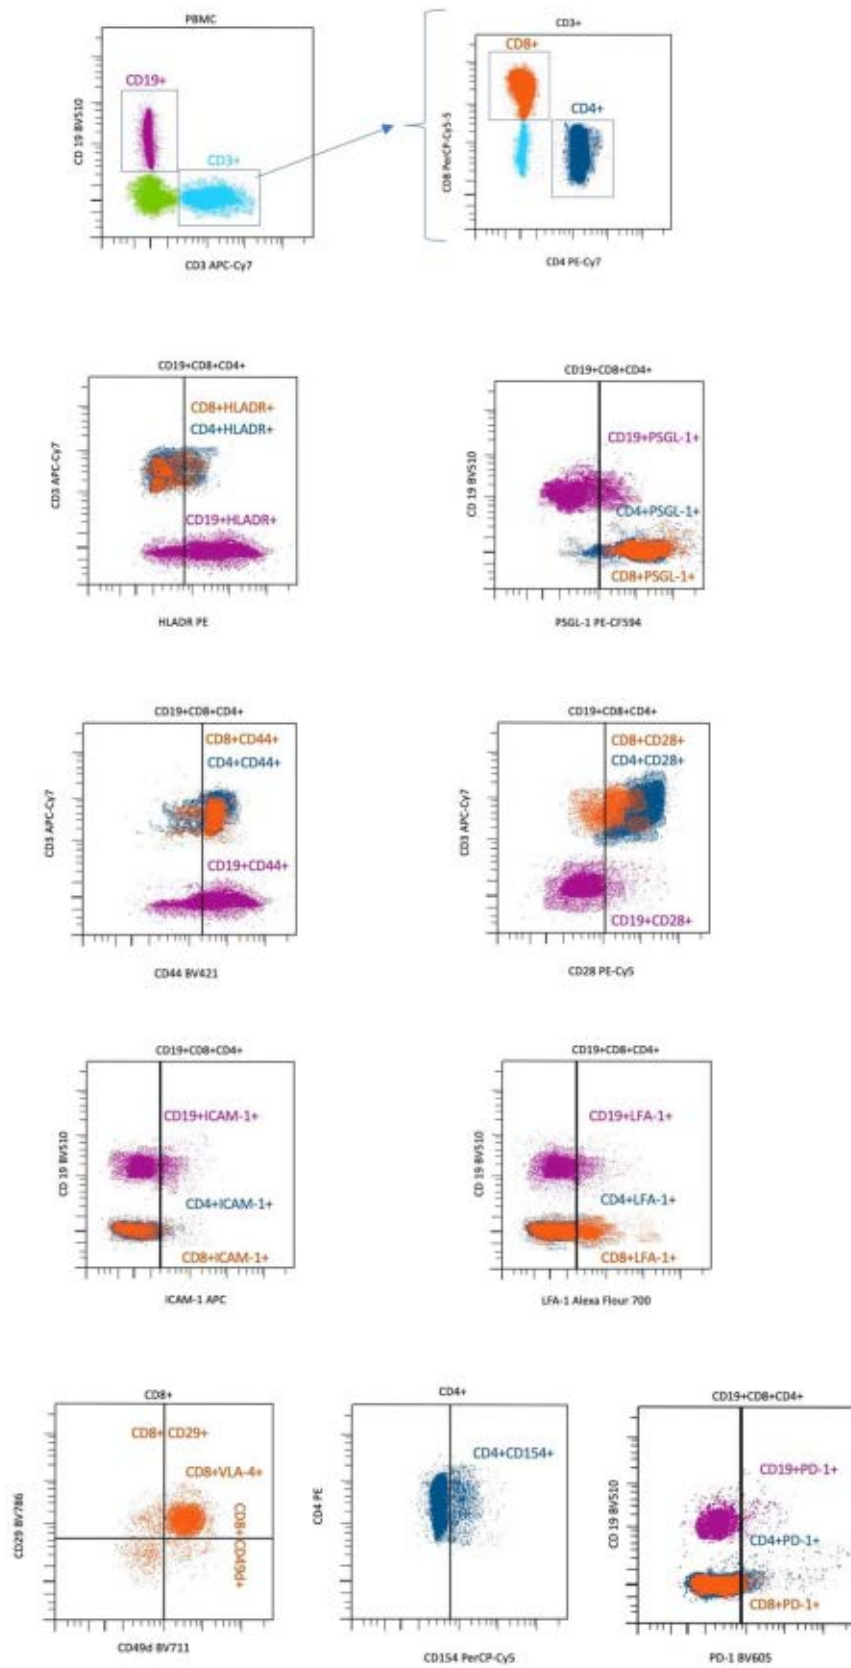 PBMC
CD19+
CD3+
CD 19 BV510
CD3 APC-Cy7
CD3+
CD8+
CD4+
CD8 PerCP-Cy5-5
CD4 PE-Cy7
CD19+CD8+CD4+
CD8+HLADR+
CD4+HLADR+
CD19+HLADR+
CD3 APC-Cy7
HLADR PE
CD19+CD8+CD4+
CD19+PSGL-1+
CD4+PSGL-1+
CD8+PSGL-1+
CD 19 BV510
PSGL-1 PE-CF594
CD19+CD8+CD4+
CD8+CD44+
CD4+CD44+
CD19+CD44+
CD3 APC-Cy7
CD44 BV421
CD19+CD8+CD4+
CD8+CD28+
CD4+CD28+
CD19+CD28+
CD3 APC-Cy7
CD28 PE-Cy5
CD19+CD8+CD4+
CD19+ICAM-1+
CD4+ICAM-1+
CD8+ICAM-1+
CD 19 BV510
ICAM-1 APC
CD19+CD8+CD4+
CD19+LFA-1+
CD4+LFA-1+
CD8+LFA-1+
CD 19 BV510
LFA-1 Alexa Flour 700
CD8+
CD8+ CD29+
CD8+VLA-4+
CD8+CD49d+
CD29 BV786
CD49d BV711
CD4+
CD4+CD154+
CD4 PE
CD154 PerCP-Cy5
CD19+CD8+CD4+
CD19+PD-1+
CD4+PD-1+
CD8+PD-1+
CD 19 BV510
PD-1 BV605